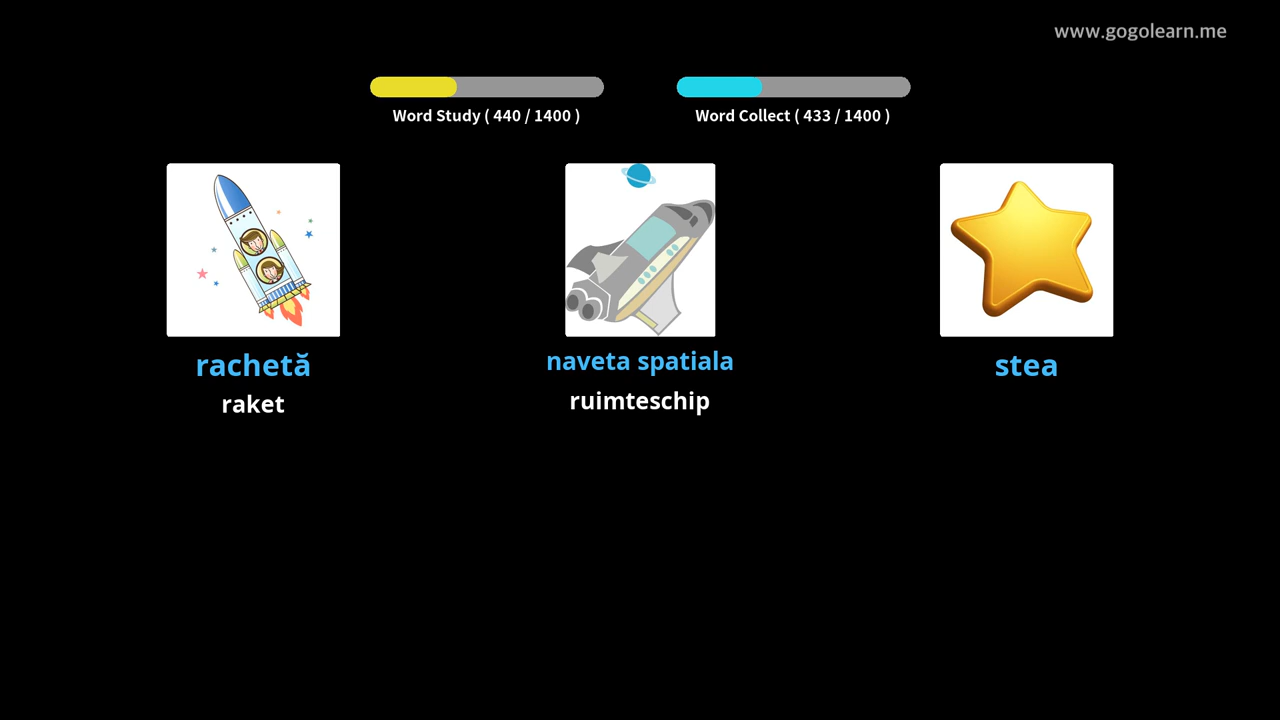 www.gogolearn.me
Word Study ( 440 / 1400 )
Word Collect ( 433 / 1400 )
rachetă
raket
naveta spatiala
ruimteschip
stea